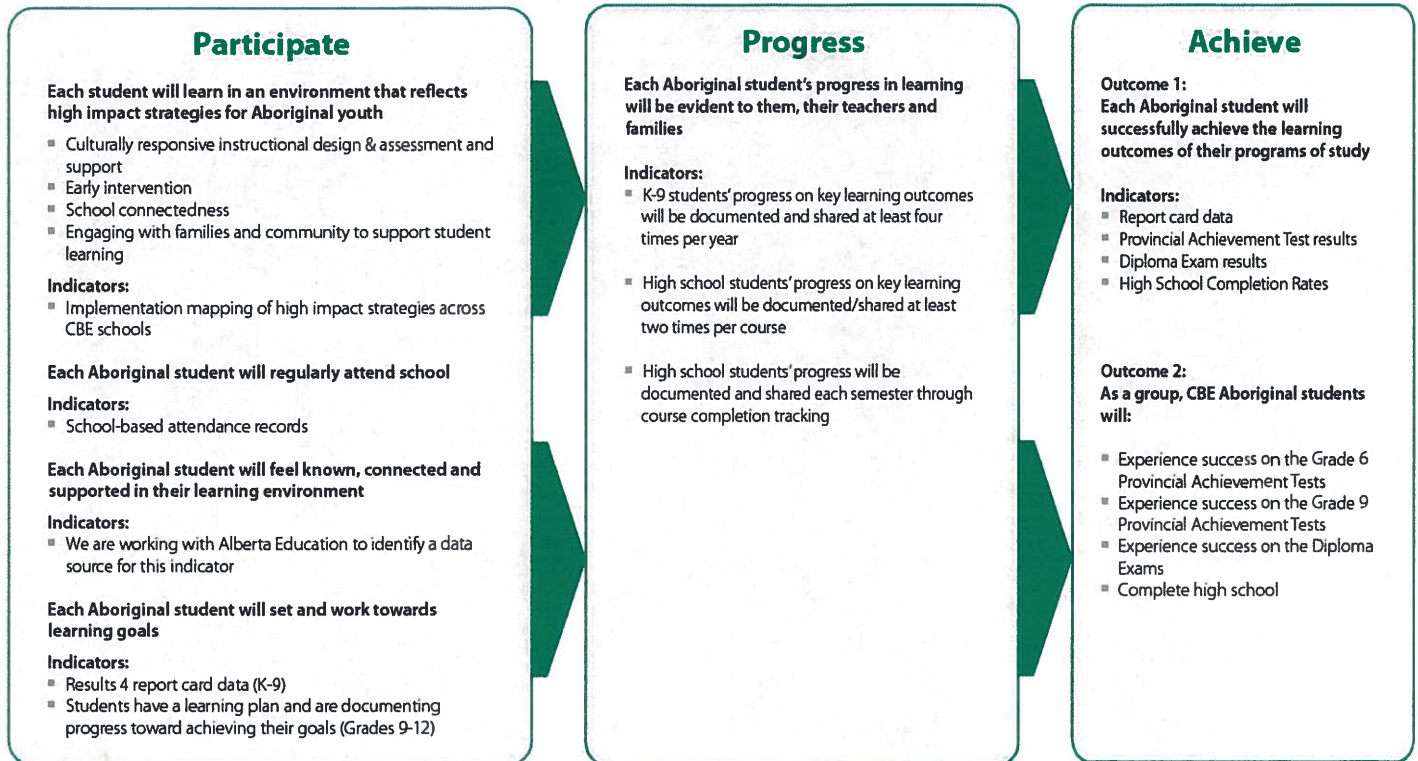 Participate
Each student will learn in an environment that reflects
high impact strategies for Aboriginal youth
Culturally responsive instructional design & assessment and
support
Early intervention
School connectedness
Engaging with families and community to support student
learning
Indicators:
Implementation mapping of high impact strategies across
CBE schools
Each Aboriginal student will regularly attend school
Indicators:
School-based attendance records
Each Aboriginal student will feel known, connected and
supported in their learning environment
Indicators:
We are working with Alberta Education to identify a data
source for this indicator
Each Aboriginal student will set and work towards
learning goals
Indicators:
Results 4 report card data (K-9)
Students have a learning plan and are documenting
progress toward achieving their goals (Grades 9-12)
Progress
Each Aboriginal student's progress in learning
will be evident to them, their teachers and
families
Indicators:
K-9 students' progress on key learning outcomes
will be documented and shared at least four
times per year
High school students' progress on key learning
outcomes will be documented/shared at least
two times per course
High school students' progress will be
documented and shared each semester through
course completion tracking
Achieve
Outcome 1:
Each Aboriginal student will
successfully achieve the learning
outcomes of their programs of study
Indicators:
Report card data
Provincial Achievement Test results
Diploma Exam results
High School Completion Rates
Outcome 2:
As a group, CBE Aboriginal students
will:
Experience success on the Grade 6
Provincial Achievement Tests
Experience success on the Grade 9
Provincial Achievement Tests
Experience success on the Diploma
Exams
Complete high school